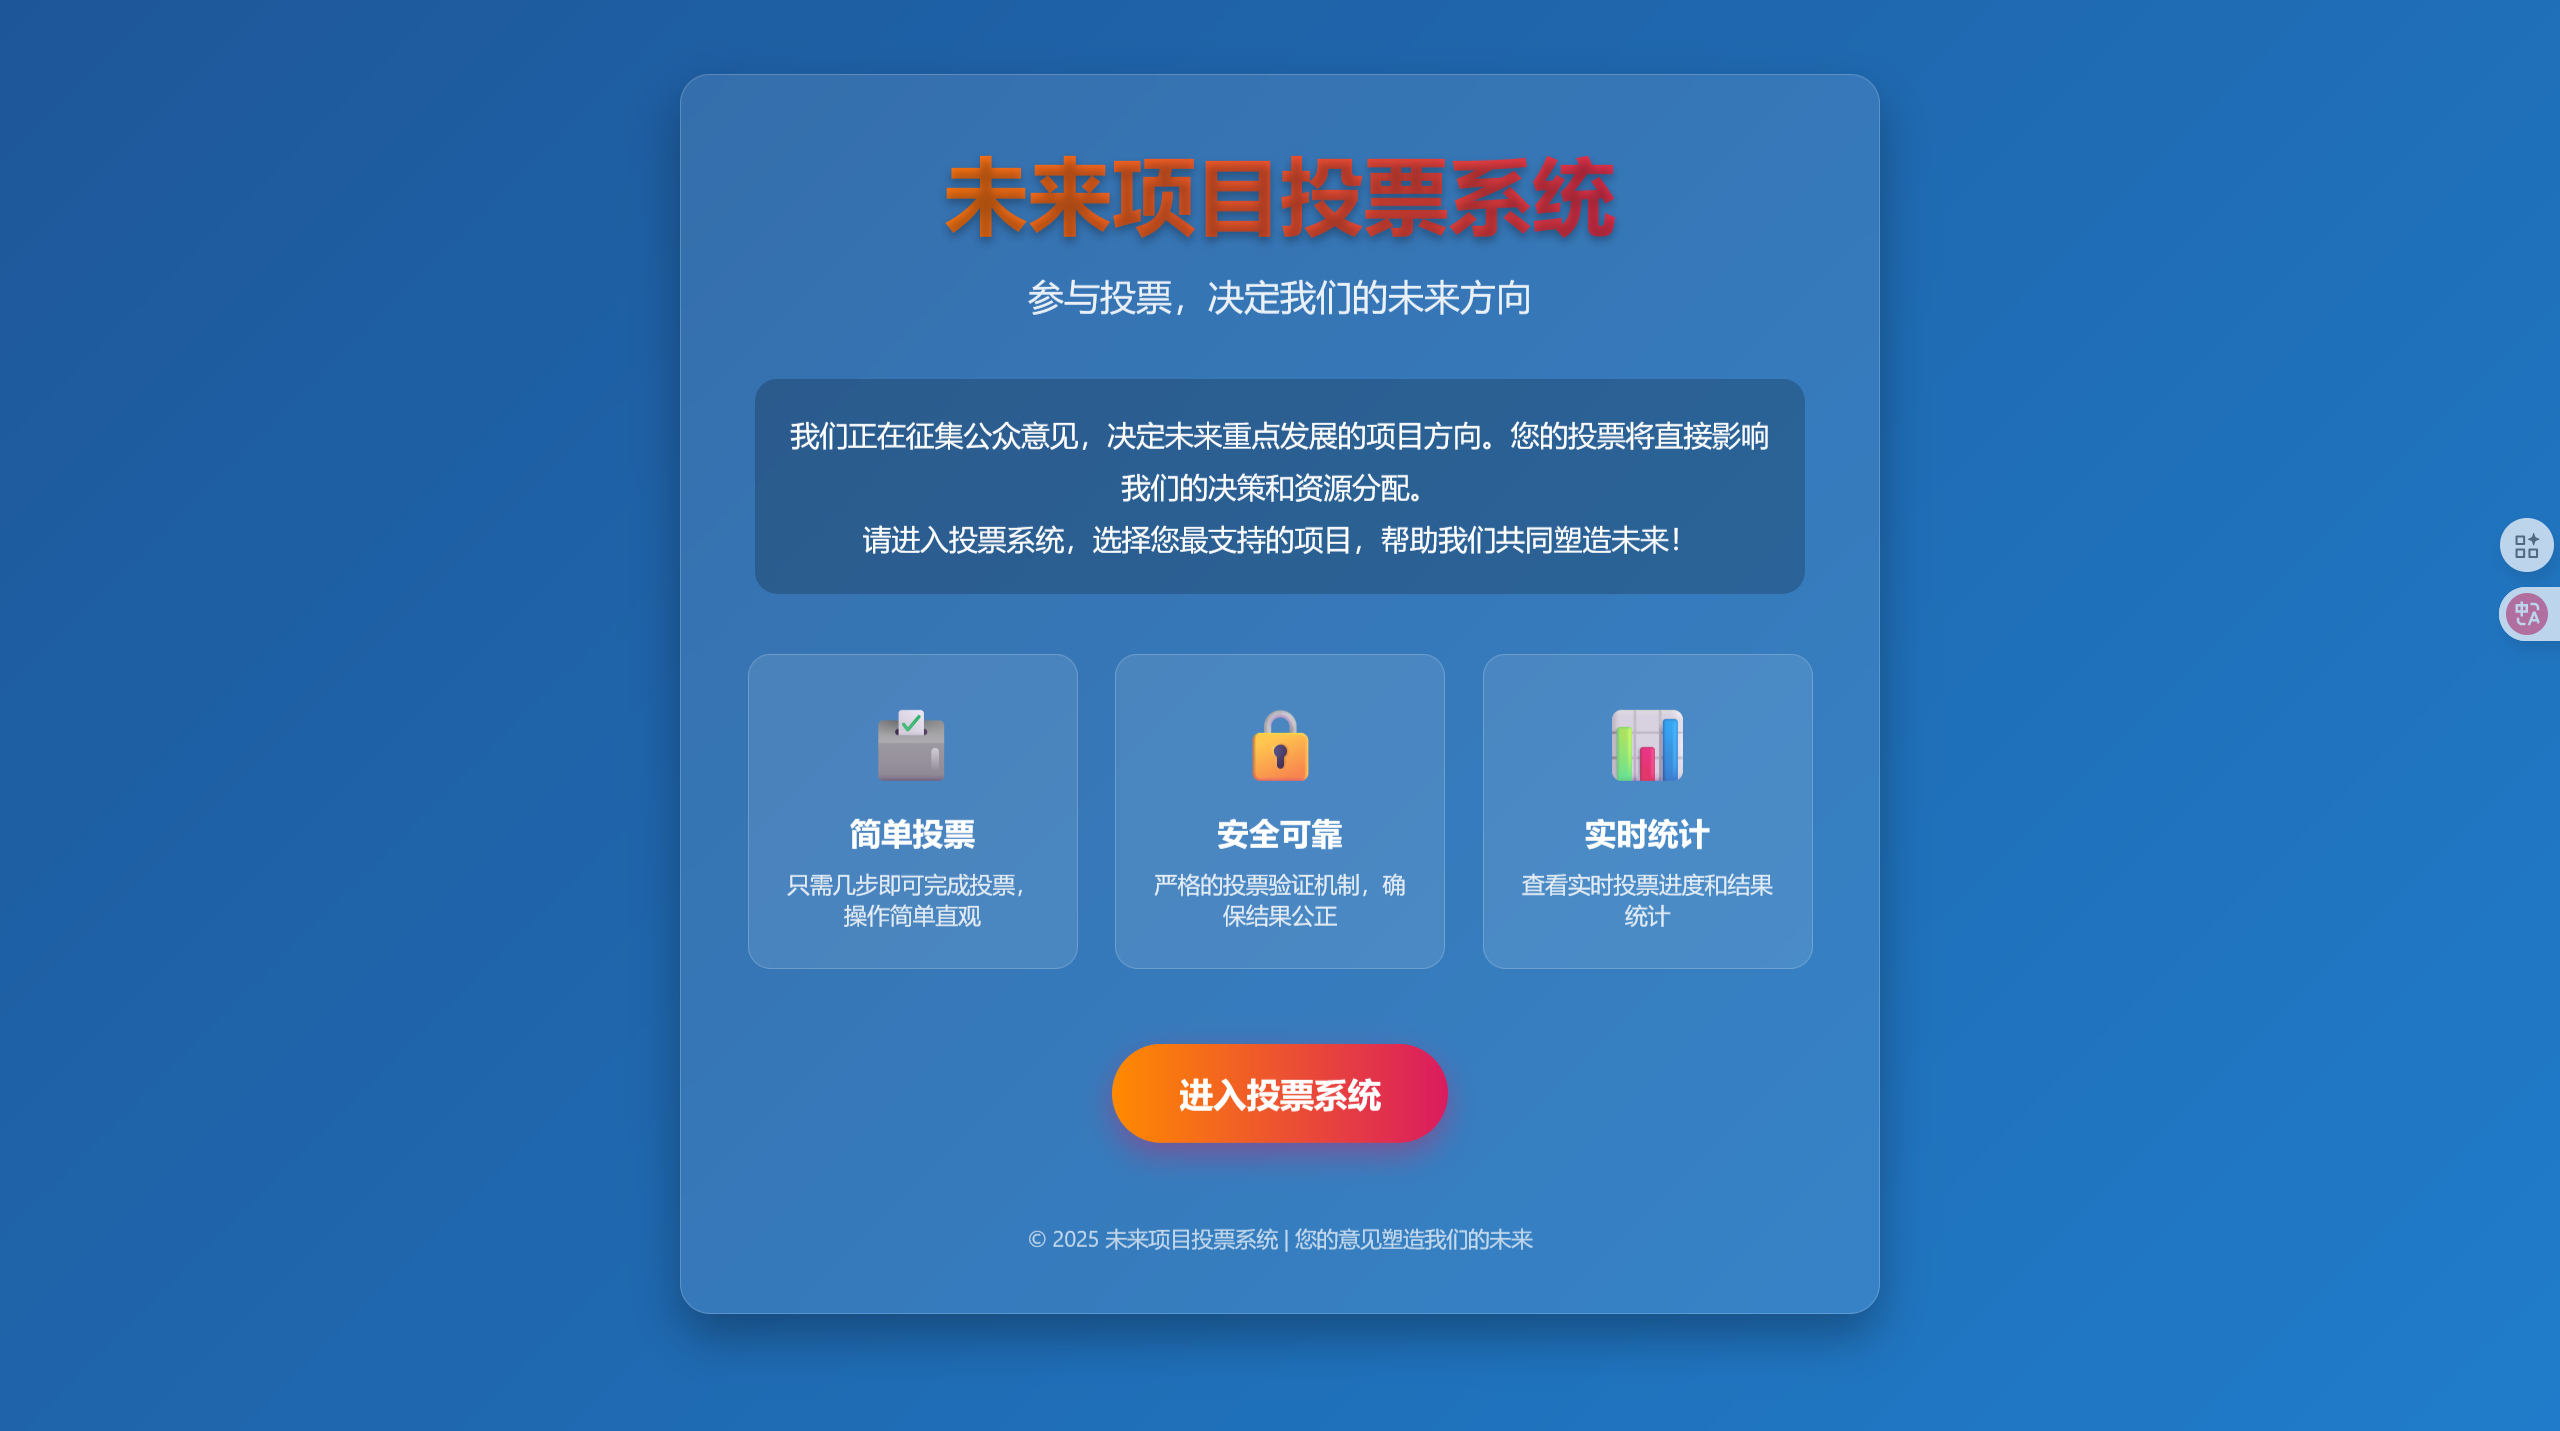 未来项目投票系统
参与投票，决定我们的未来方向
我们正在征集公众意见，决定未来重点发展的项目方向。您的投票将直接影响
我们的决策和资源分配。
请进入投票系统，选择您最支持的项目，帮助我们共同塑造未来！
简单投票
只需几步即可完成投票，
操作简单直观
安全可靠
严格的投票验证机制，确
保结果公正
实时统计
查看实时投票进度和结果
统计
进入投票系统
© 2025 未来项目投票系统 | 您的意见塑造我们的未来
中A